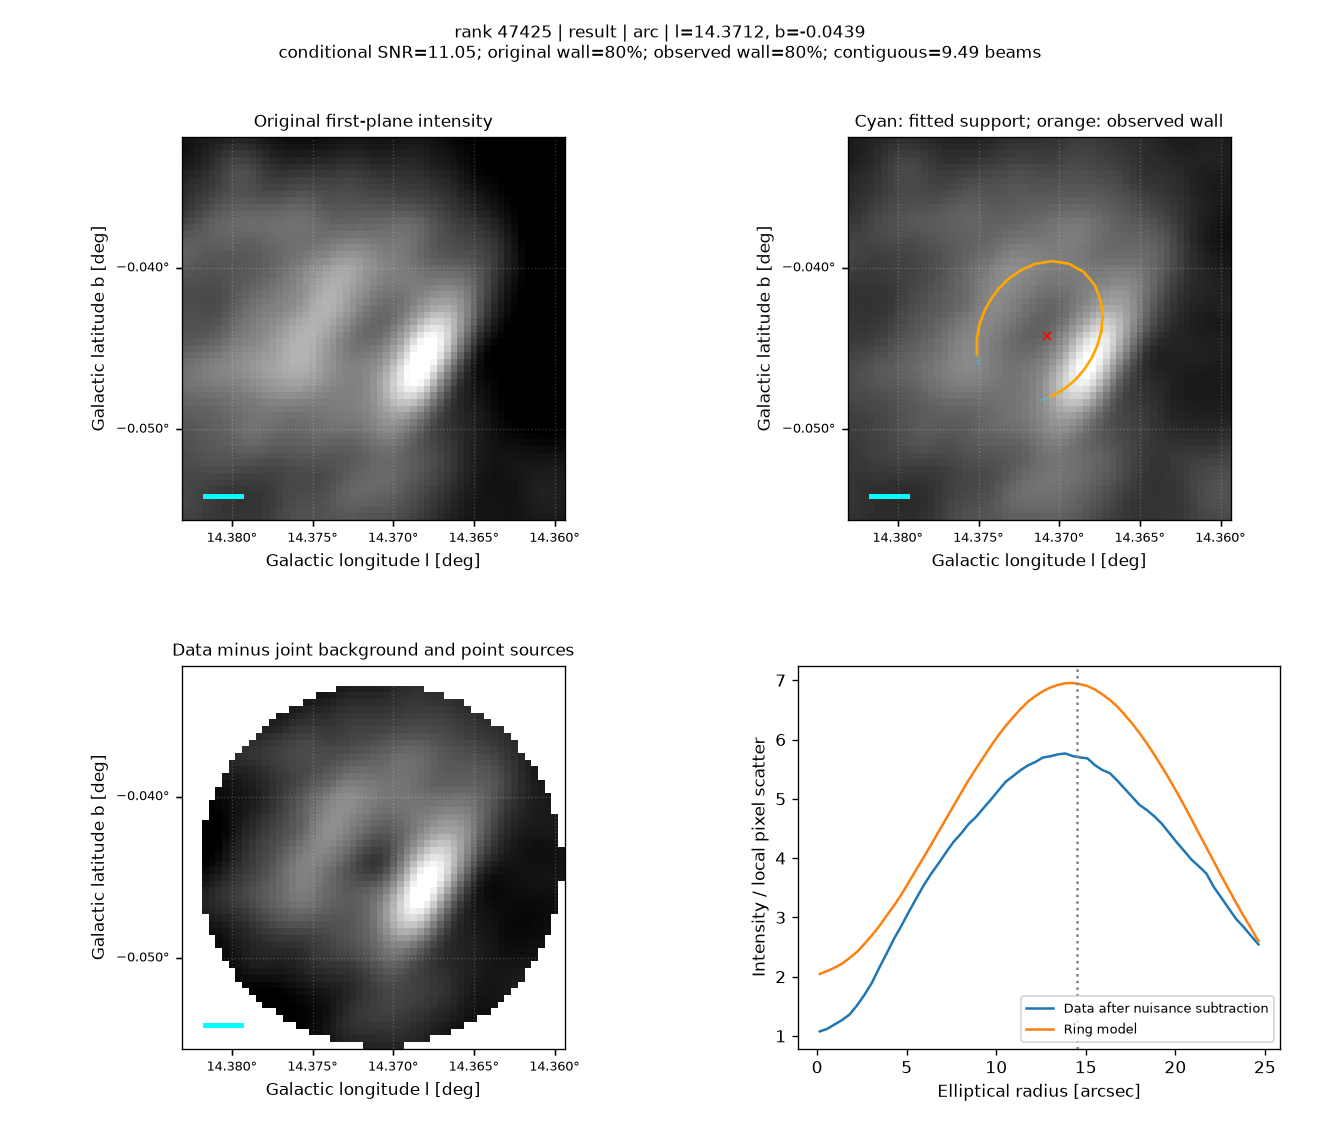 rank 47425 | result | arc | l=14.3712, b=-0.0439
conditional SNR=11.05; original wall=80%; observed wall=80%; contiguous=9.49 beams
Original first-plane intensity
Galactic latitude b [deg]
−0.040°
−0.050°
14.380° 14.375° 14.370° 14.365° 14.360°
Galactic longitude l [deg]
Cyan: fitted support; orange: observed wall
Galactic latitude b [deg]
−0.040°
−0.050°
14.380° 14.375° 14.370° 14.365° 14.360°
Galactic longitude l [deg]
Data minus joint background and point sources
Galactic latitude b [deg]
−0.040°
−0.050°
14.380° 14.375° 14.370° 14.365° 14.360°
Galactic longitude l [deg]
Intensity / local pixel scatter
7
6
5
4
3
2
1
Data after nuisance subtraction
Ring model
0 5 10 15 20 25
Elliptical radius [arcsec]